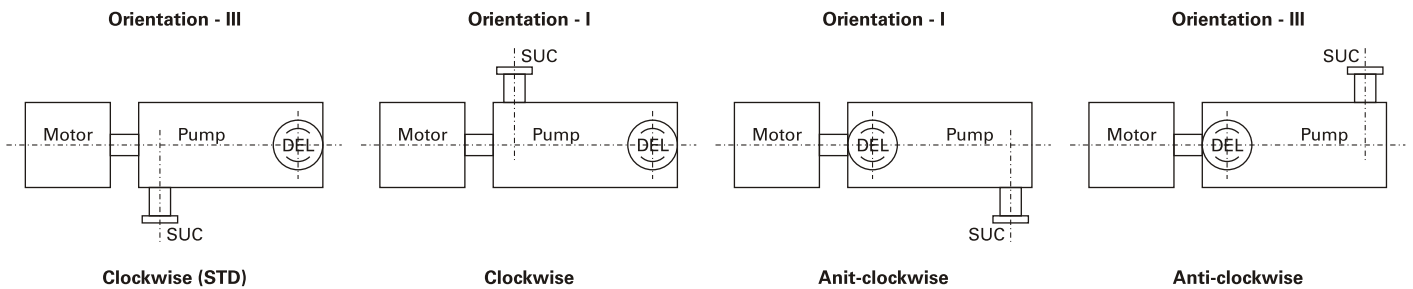 Orientation - III
Motor
Pump
DEL
SUC
Clockwise (STD)
Orientation - I
SUC
Motor
Pump
DEL
Clockwise
Orientation - I
Motor
DEL
Pump
SUC
Anit-clockwise
Orientation - III
SUC
Motor
DEL
Pump
Anti-clockwise